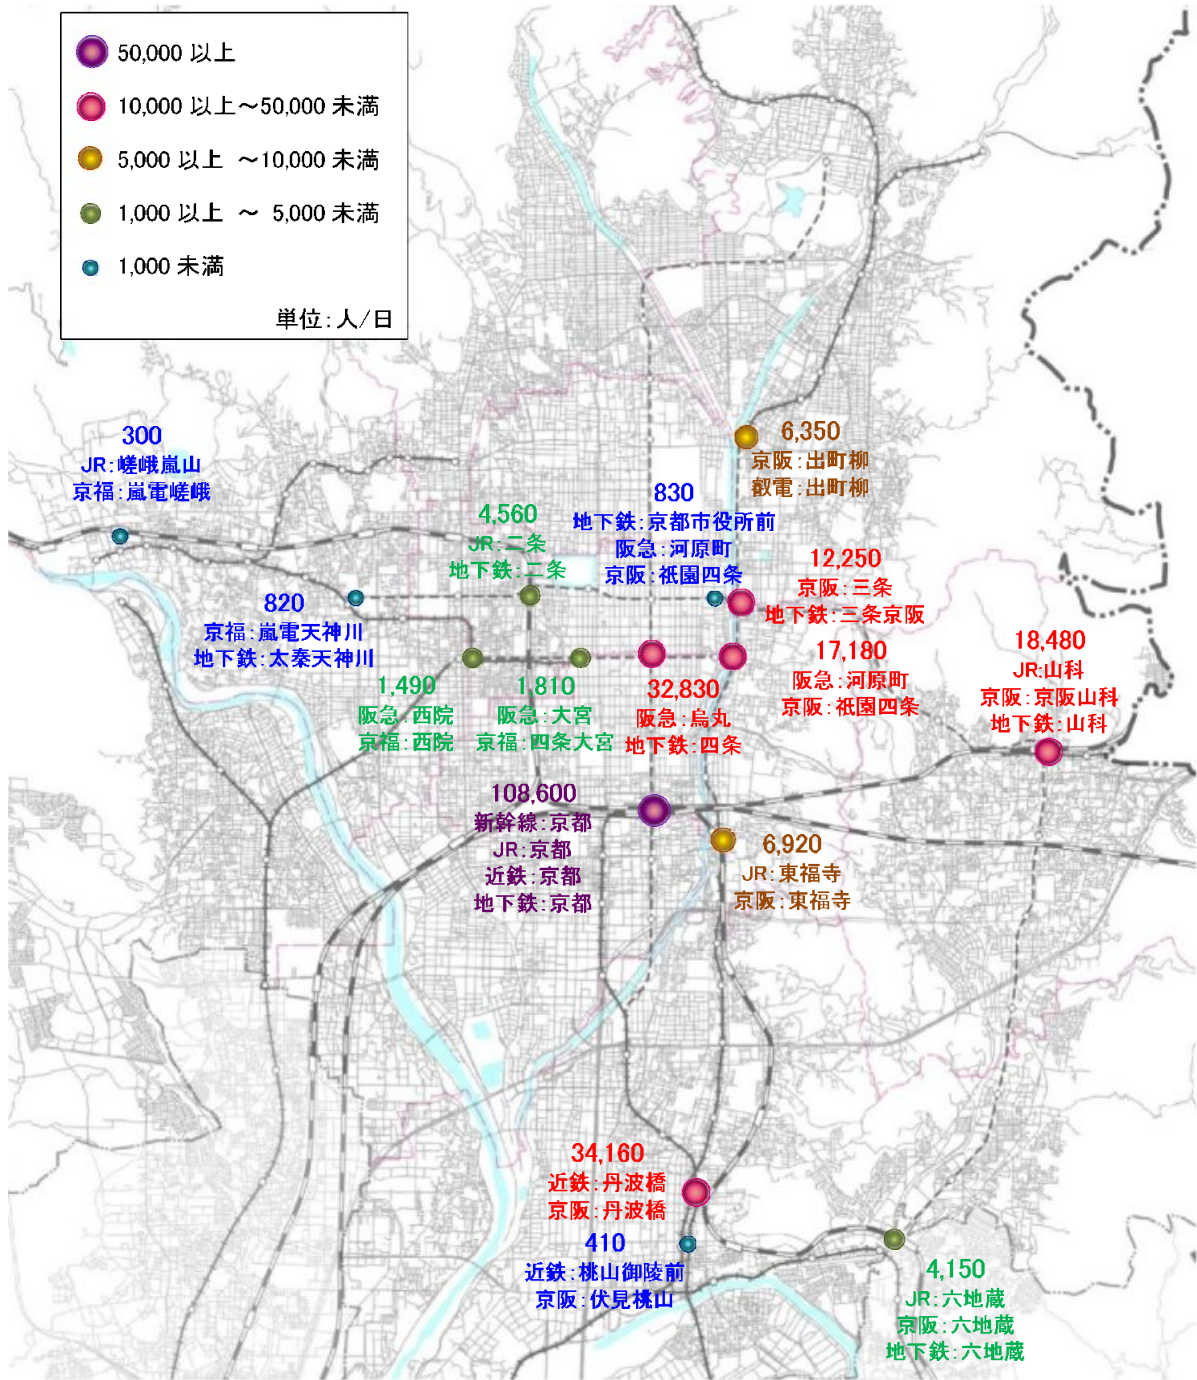 50,000 以上
10,000 以上～50,000 未満
5,000 以上 ～10,000 未満
1,000 以上 ～ 5,000 未満
1,000 未満
単位:人/日
300
JR:嵯峨嵐山
京福:嵐電嵯峨
6,350
京阪:出町柳
叡電:出町柳
4,560
JR:二条
地下鉄:二条
830
地下鉄:京都市役所前
阪急:河原町
京阪:祇園四条
12,250
京阪:三条
地下鉄:三条京阪
820
京福:嵐電天神川
地下鉄:太秦天神川
17,180
阪急:河原町
京阪:祇園四条
18,480
JR:山科
京阪:京阪山科
地下鉄:山科
1,490
阪急:西院
京福:西院
1,810
阪急:大宮
京福:四条大宮
32,830
阪急:烏丸
地下鉄:四条
108,600
新幹線:京都
JR:京都
近鉄:京都
地下鉄:京都
6,920
JR:東福寺
京阪:東福寺
34,160
近鉄:丹波橋
京阪:丹波橋
410
近鉄:桃山御陵前
京阪:伏見桃山
4,150
JR:六地蔵
京阪:六地蔵
地下鉄:六地蔵